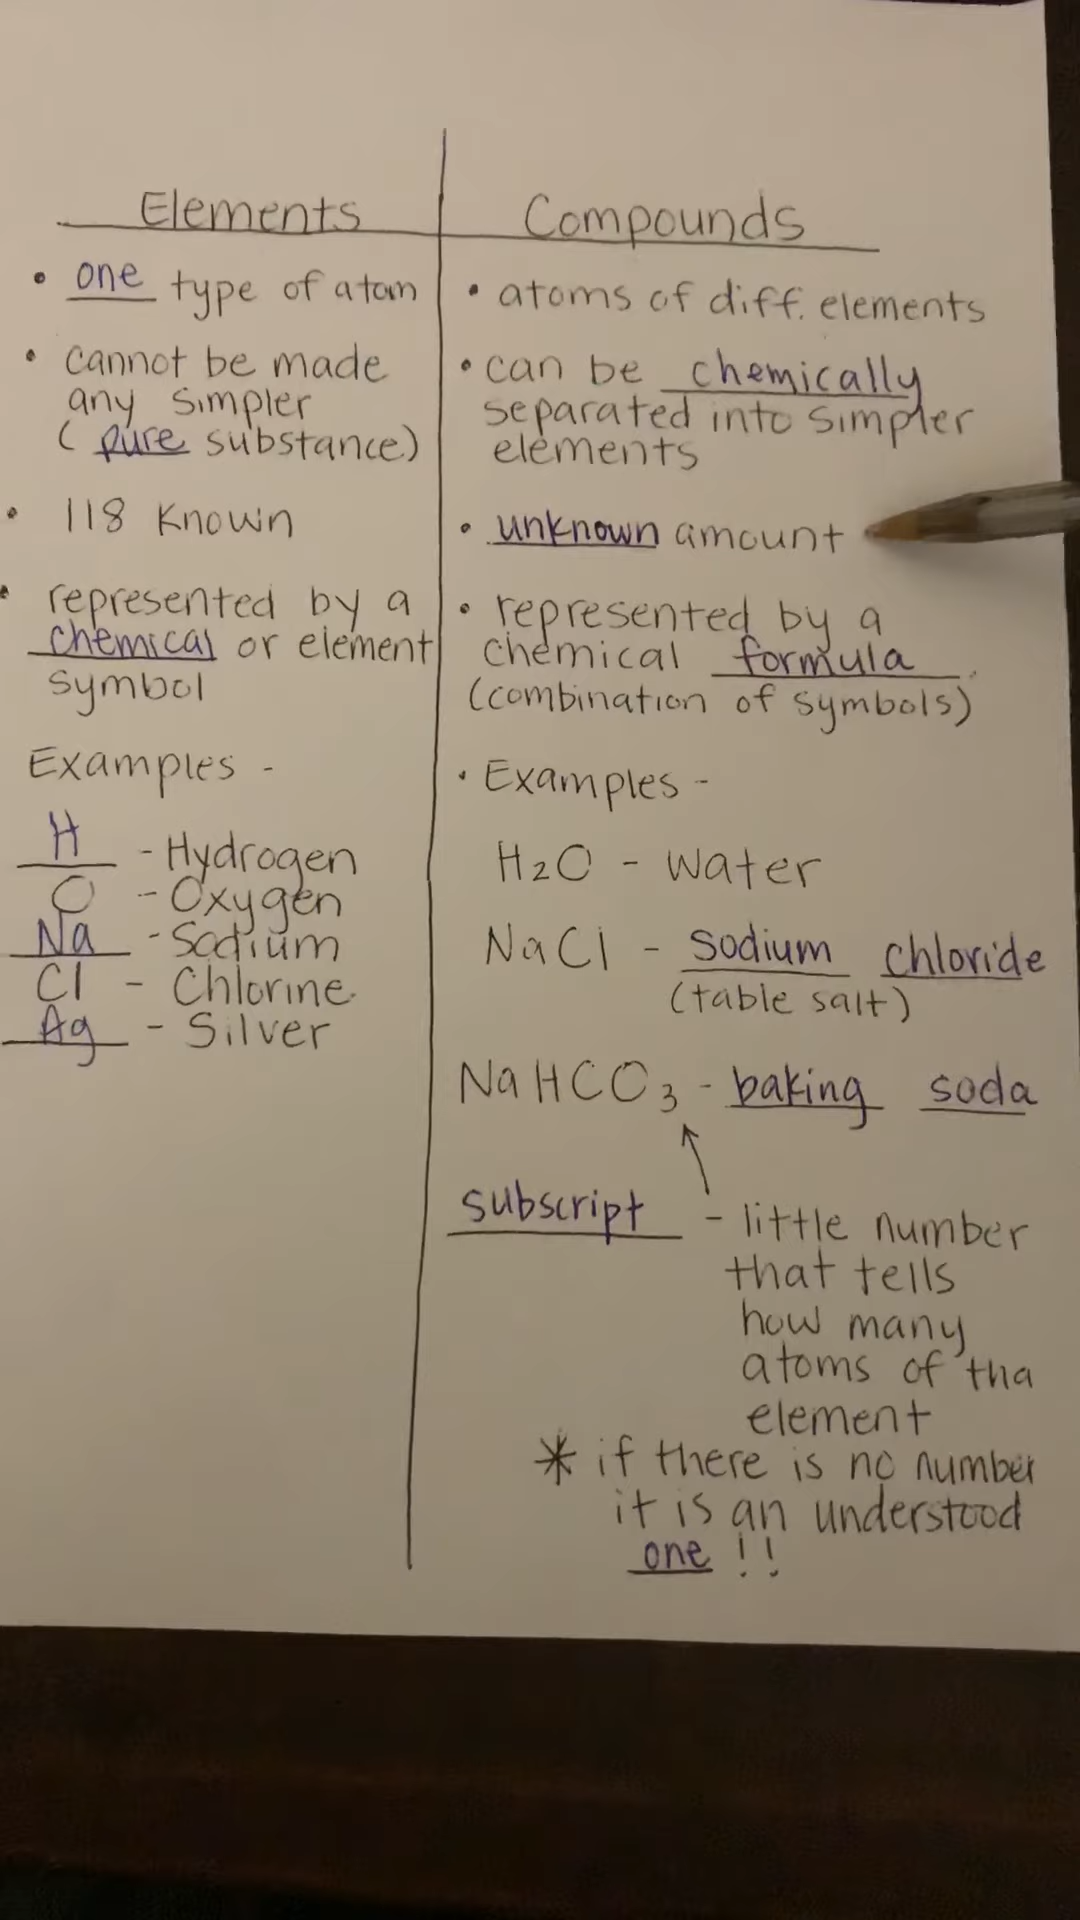 Elements
• one type of atom
• cannot be made
any simpler
(pure substance)
• 118 Known
• represented by a
chemical or element
symbol
Examples -
H - Hydrogen
O - Oxygen
Na - Sodium
Cl - Chlorine
Ag - Silver
Compounds
• atoms of diff. elements
• can be chemically
separated into simpler
elements
• unknown amount
• represented by a
chemical formula
(combination of symbols)
• Examples -
H2O - Water
NaCl - sodium chloride
(table salt)
NaHCO3 - baking soda
subscript - little number
that tells
how many
atoms of tha
element
* if there is no number
it is an understood
one !!